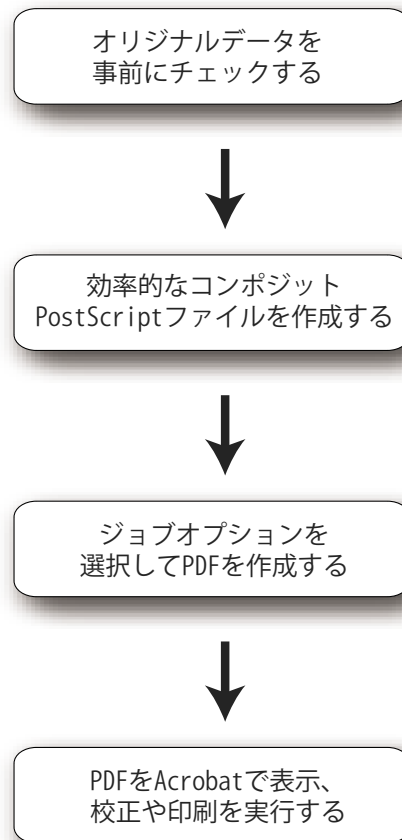 オリジナルデータを
事前にチェックする
効率的なコンポジット
PostScriptファイルを作成する
ジョブオプションを
選択してPDFを作成する
PDFをAcrobatで表示、
校正や印刷を実行する